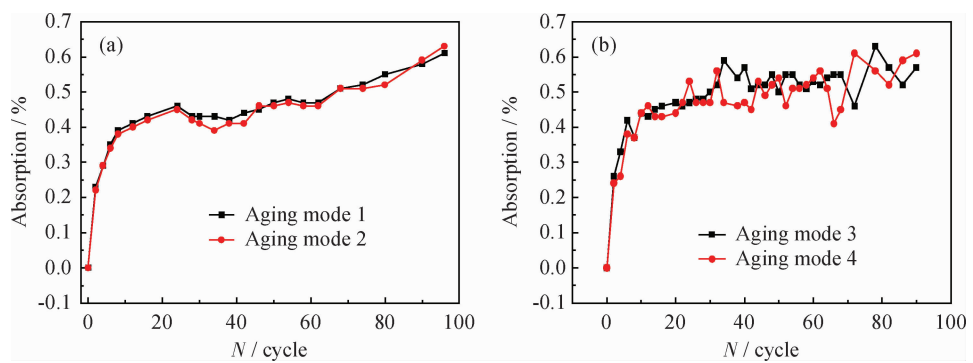 (a)
Absorption / %
0.7
0.6
0.5
0.4
0.3
0.2
0.1
0.0
-0.1
Aging mode 1
Aging mode 2
0 20 40 60 80 100
N / cycle
(b)
Absorption / %
0.7
0.6
0.5
0.4
0.3
0.2
0.1
0.0
-0.1
Aging mode 3
Aging mode 4
0 20 40 60 80 100
N / cycle